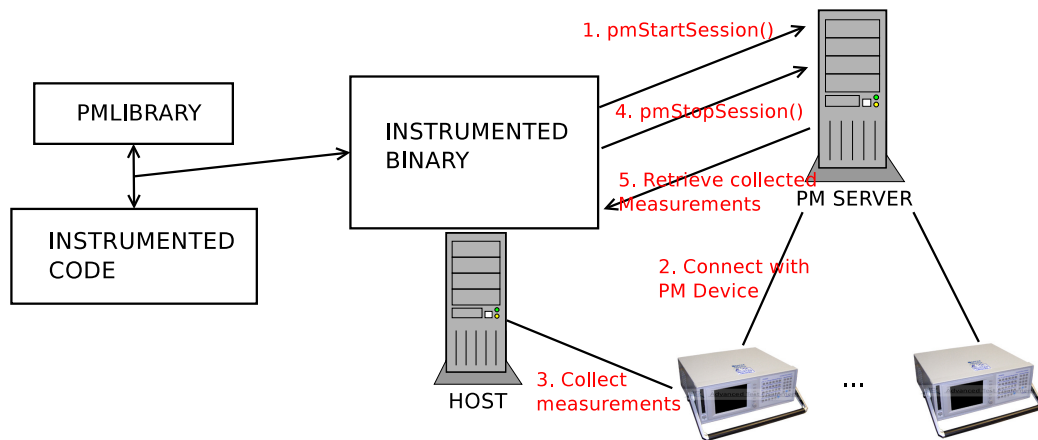 1. pmStartSession()
PMLIBRARY
INSTRUMENTED
BINARY
4. pmStopSession()
5. Retrieve collected
Measurements
PM SERVER
INSTRUMENTED
CODE
2. Connect with
PM Device
3. Collect
measurements
HOST
...